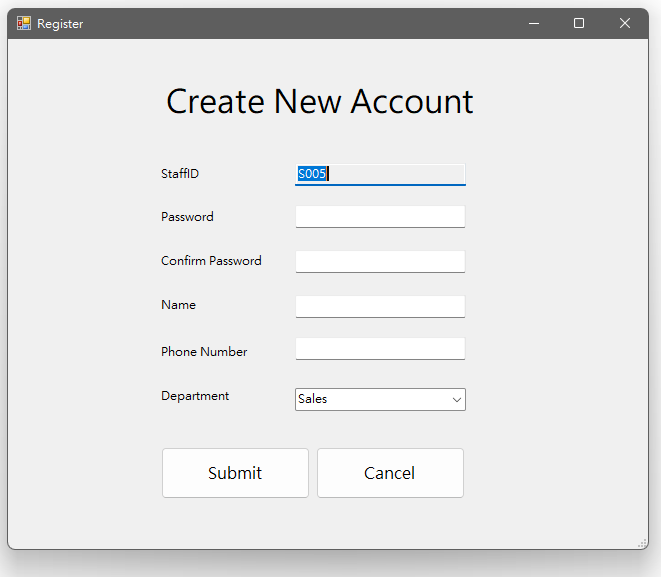 Register
Create New Account
StaffID S005
Password
Confirm Password
Name
Phone Number
Department Sales
Submit Cancel